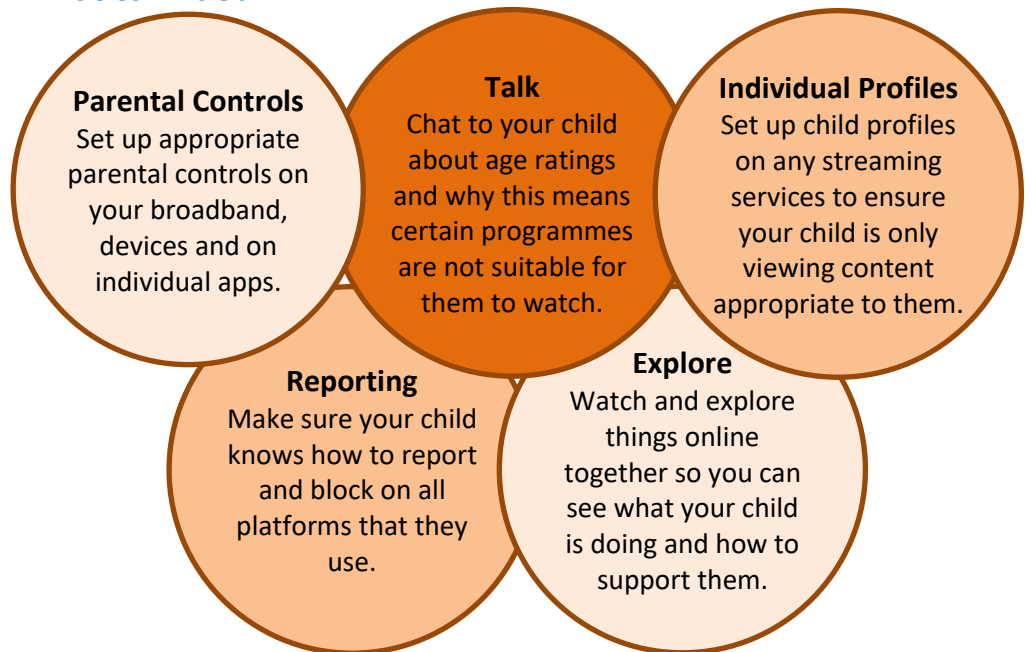 Parental Controls
Set up appropriate
parental controls on
your broadband,
devices and on
individual apps.
Talk
Chat to your child
about age ratings
and why this means
certain programmes
are not suitable for
them to watch.
Individual Profiles
Set up child profiles
on any streaming
services to ensure
your child is only
viewing content
appropriate to them.
Reporting
Make sure your child
knows how to report
and block on all
platforms that they
use.
Explore
Watch and explore
things online
together so you can
see what your child
is doing and how to
support them.